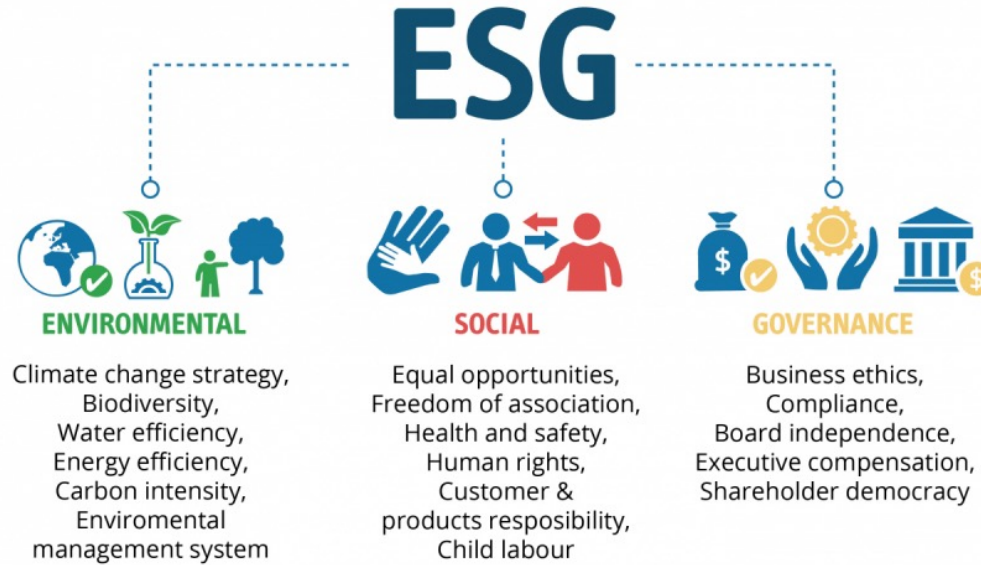 ESG
ENVIRONMENTAL
Climate change strategy,
Biodiversity,
Water efficiency,
Energy efficiency,
Carbon intensity,
Enviromental
management system
SOCIAL
Equal opportunities,
Freedom of association,
Health and safety,
Human rights,
Customer &
products resposibility,
Child labour
$
$
GOVERNANCE
Business ethics,
Compliance,
Board independence,
Executive compensation,
Shareholder democracy